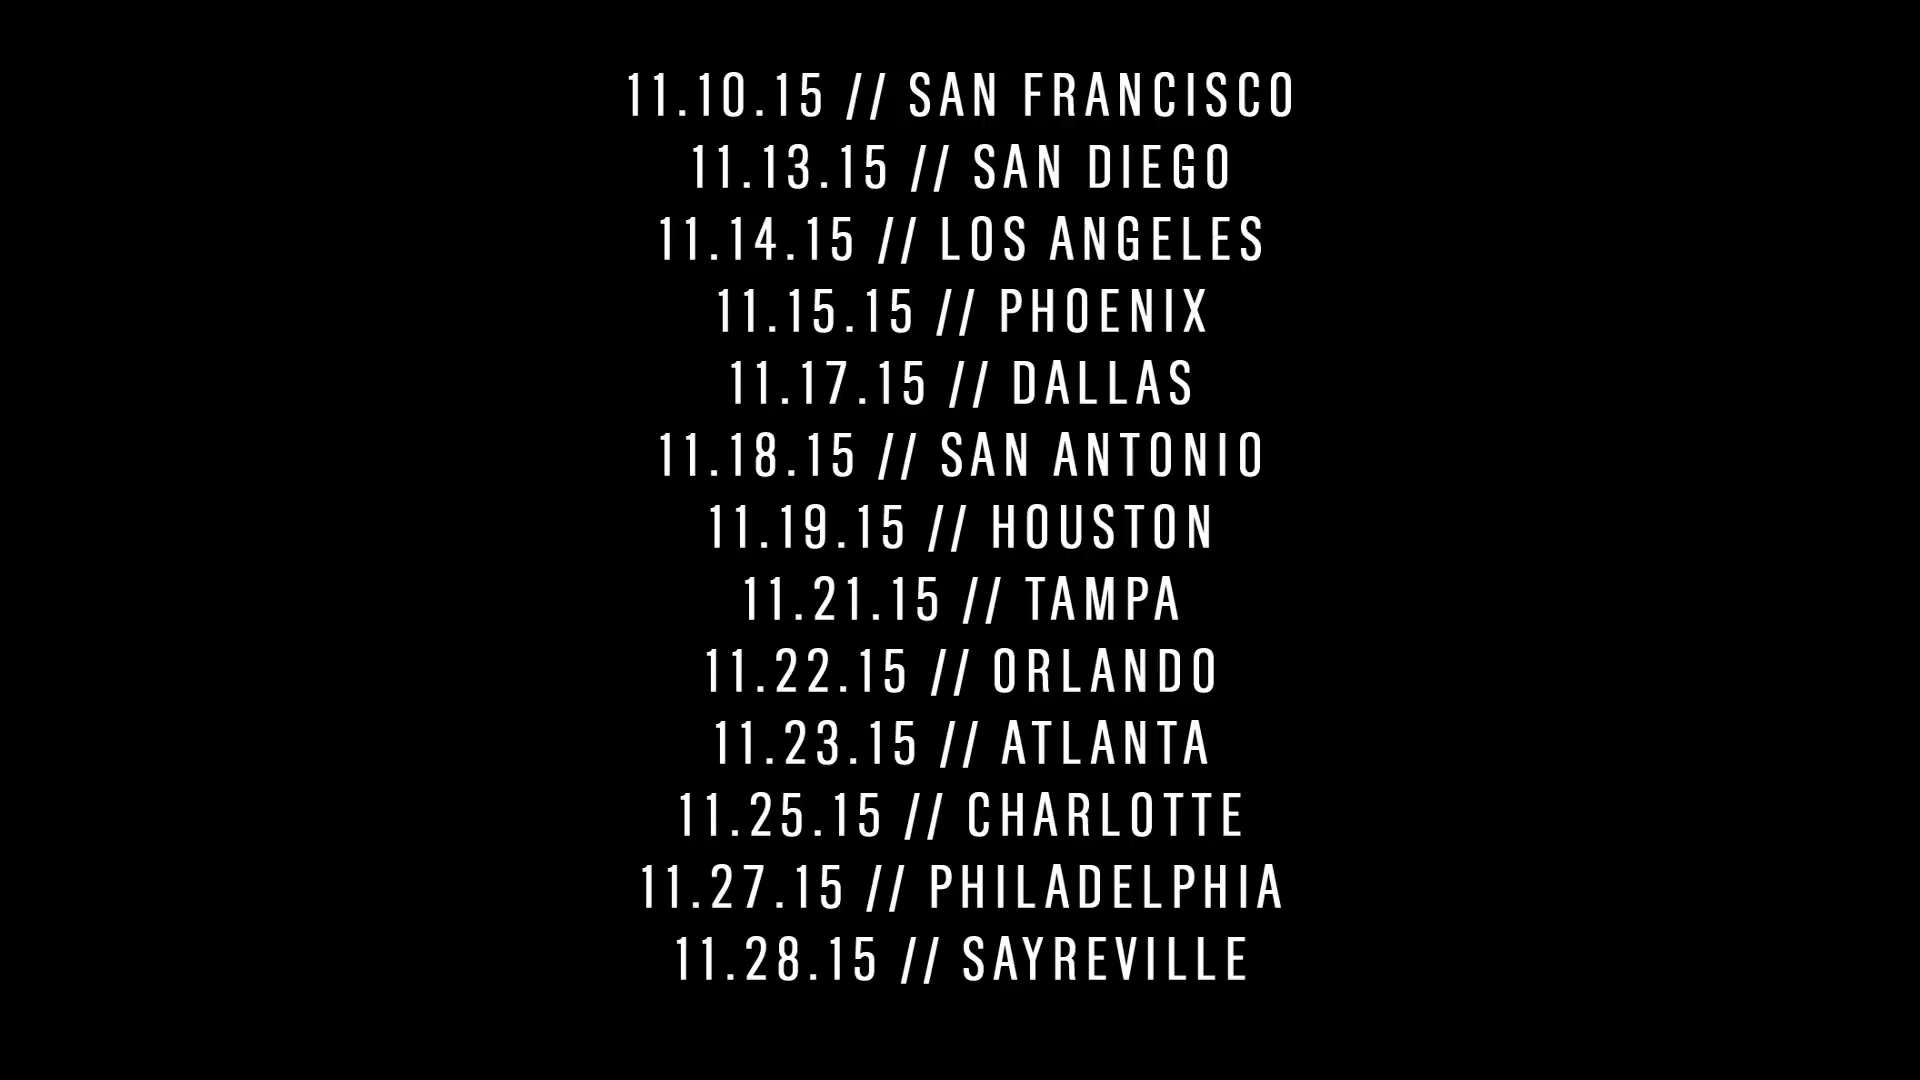 11.10.15 // SAN FRANCISCO
11.13.15 // SAN DIEGO
11.14.15 // LOS ANGELES
11.15.15 // PHOENIX
11.17.15 // DALLAS
11.18.15 // SAN ANTONIO
11.19.15 // HOUSTON
11.21.15 // TAMPA
11.22.15 // ORLANDO
11.23.15 // ATLANTA
11.25.15 // CHARLOTTE
11.27.15 // PHILADELPHIA
11.28.15 // SAYREVILLE